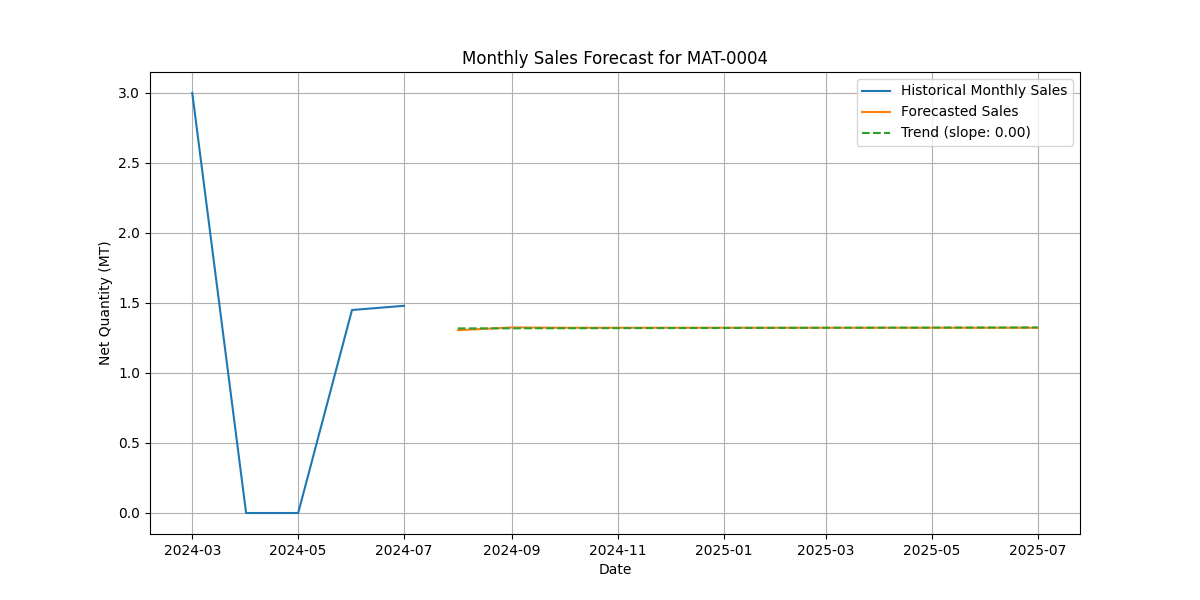 Monthly Sales Forecast for MAT-0004
Historical Monthly Sales
Forecasted Sales
Trend (slope: 0.00)
Net Quantity (MT)
3.0
2.5
2.0
1.5
1.0
0.5
0.0
2024-03 2024-05 2024-07 2024-09 2024-11 2025-01 2025-03 2025-05 2025-07
Date